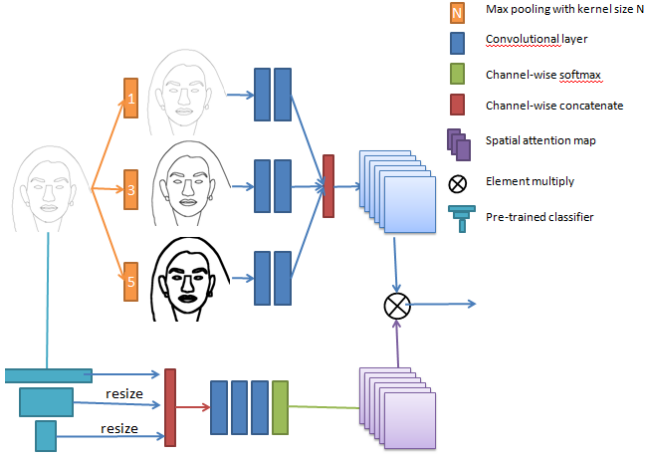 N Max pooling with kernel size N
Convolutional layer
Channel-wise softmax
Channel-wise concatenate
Spatial attention map
Element multiply
Pre-trained classifier
1
3
5
resize
resize